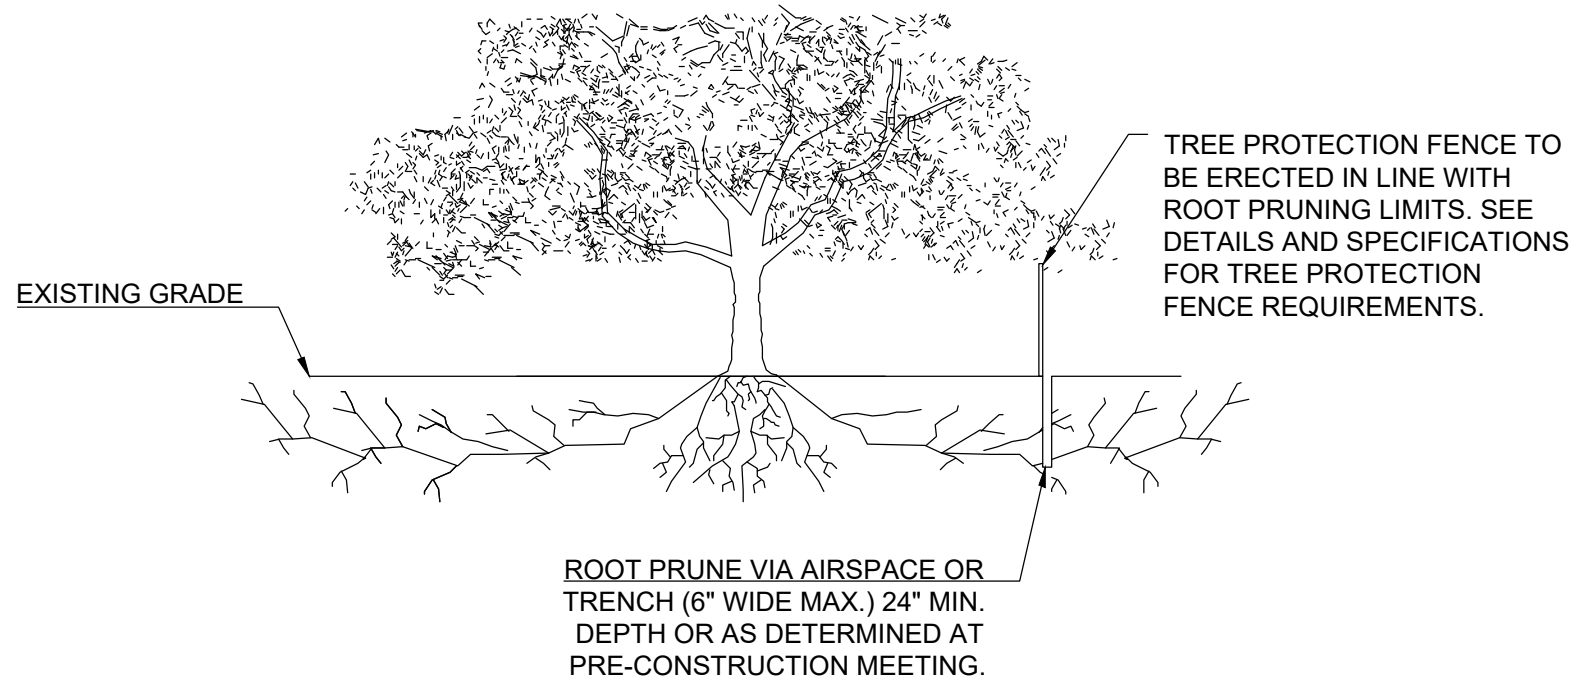 TREE PROTECTION FENCE TO
BE ERECTED IN LINE WITH
ROOT PRUNING LIMITS. SEE
DETAILS AND SPECIFICATIONS
FOR TREE PROTECTION
FENCE REQUIREMENTS.
EXISTING GRADE
ROOT PRUNE VIA AIRSPACE OR
TRENCH (6" WIDE MAX.) 24" MIN.
DEPTH OR AS DETERMINED AT
PRE-CONSTRUCTION MEETING.